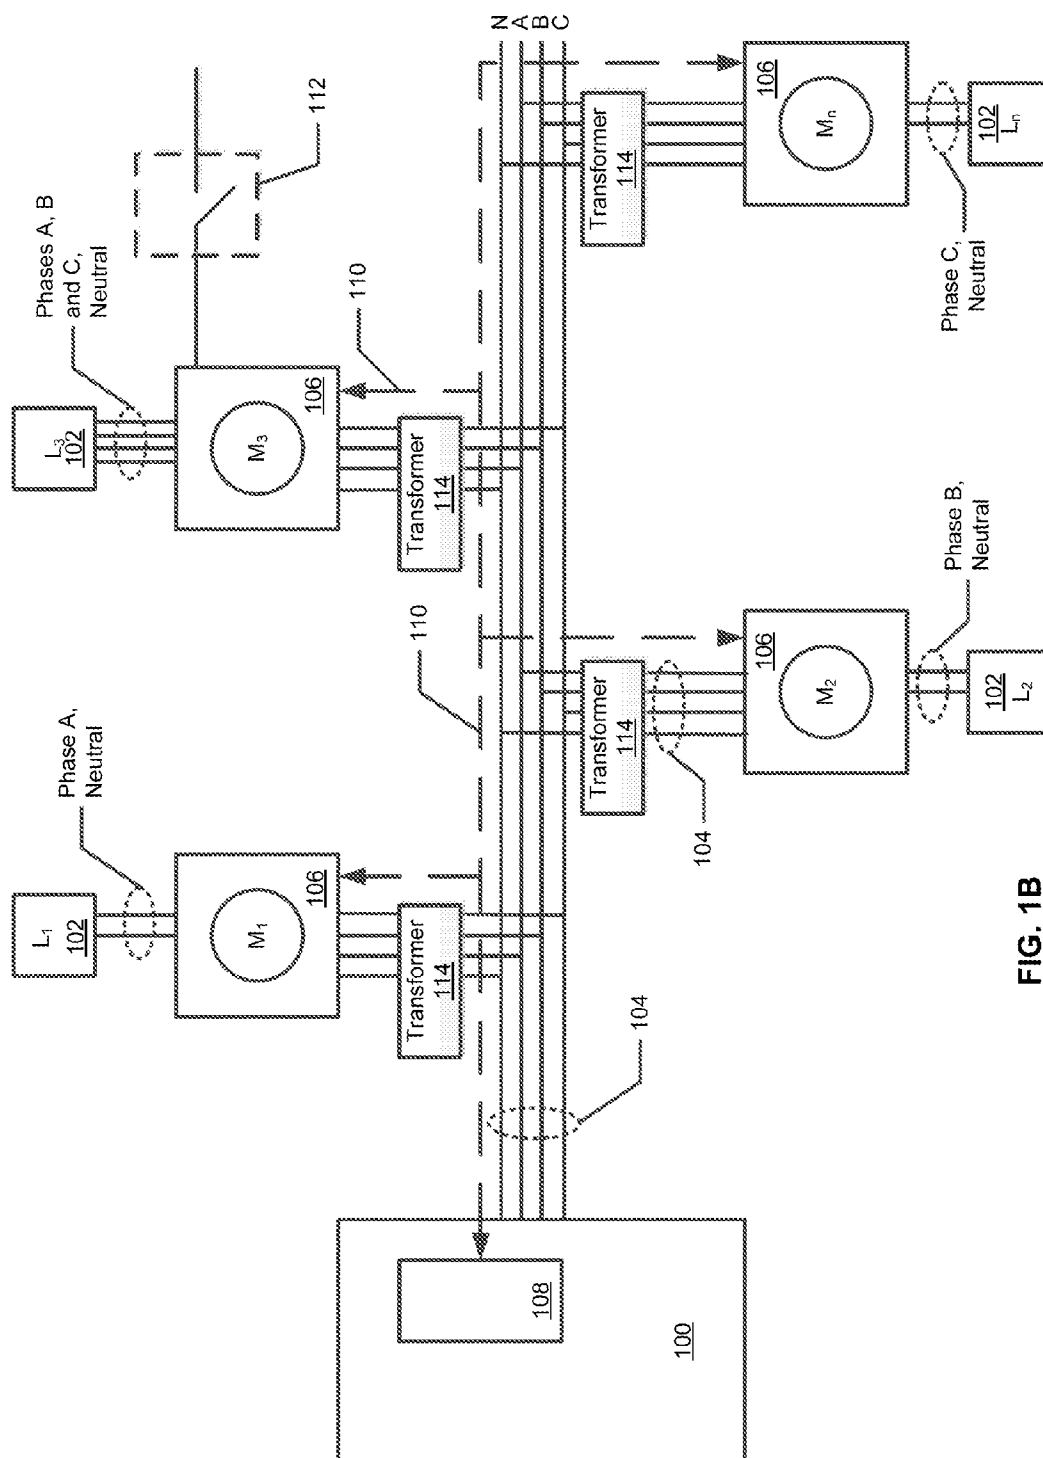 N
A
B
C
112
Phases A, B
and C,
Neutral
L3
102
106
M3
110
Transformer
114
106
Mn
Transformer
114
102
Ln
Phase C,
Neutral
110
Phase A,
Neutral
L1
102
106
M1
Transformer
114
Phase B,
Neutral
106
M2
Transformer
114
102
L2
104
104
108
100
FIG. 1B